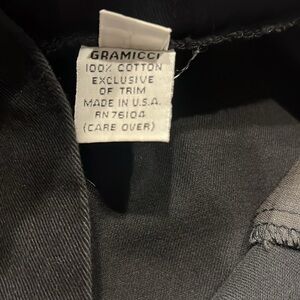 GRAMICCI
100% COTTON
EXCLUSIVE
OF TRIM
MADE IN U.S.A.
RN 76104
(CARE OVER)